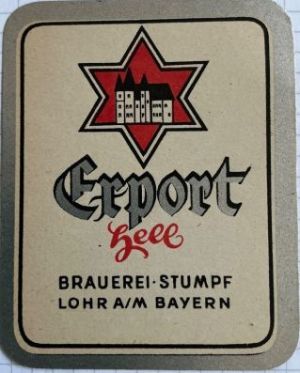 Export
hell
BRAUEREI·STUMPF
LOHR A/M BAYERN